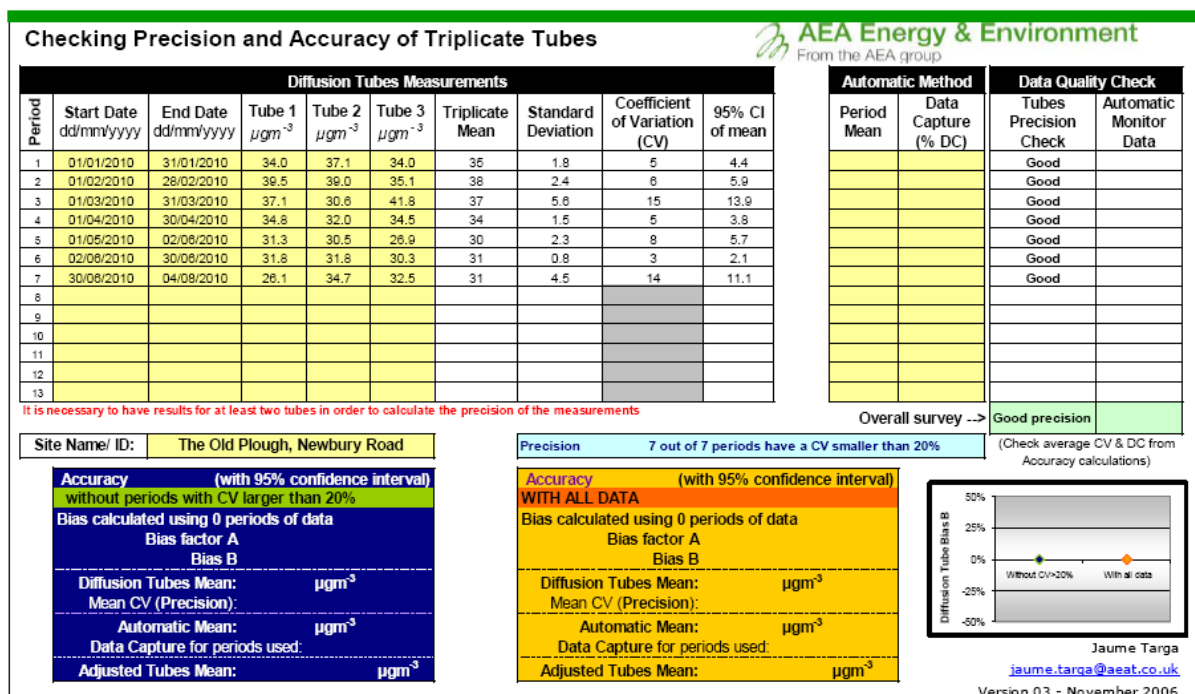 Checking Precision and Accuracy of Triplicate Tubes
AEA Energy & Environment
From the AEA group
Diffusion Tubes Measurements
Period Start Date dd/mm/yyyy End Date dd/mm/yyyy Tube 1 µgm-3 Tube 2 µgm-3 Tube 3 µgm-3 Triplicate Mean Standard Deviation Coefficient of Variation (CV) 95% CI of mean
1 01/01/2010 31/01/2010 34.0 37.1 34.0 35 1.8 5 4.4
2 01/02/2010 28/02/2010 39.5 39.0 35.1 38 2.4 6 5.9
3 01/03/2010 31/03/2010 37.1 30.6 41.8 37 5.6 15 13.9
4 01/04/2010 30/04/2010 34.8 32.0 34.5 34 1.5 5 3.8
5 01/05/2010 02/06/2010 31.3 30.5 26.9 30 2.3 8 5.7
6 02/06/2010 30/06/2010 31.8 31.8 30.3 31 0.8 3 2.1
7 30/06/2010 04/08/2010 26.1 34.7 32.5 31 4.5 14 11.1
8
9
10
11
12
13
Automatic Method
Period Mean Data Capture (% DC)
Data Quality Check
Tubes Precision Check Automatic Monitor Data
Good
Good
Good
Good
Good
Good
Good
It is necessary to have results for at least two tubes in order to calculate the precision of the measurements
Overall survey --> Good precision
(Check average CV & DC from
Accuracy calculations)
Site Name/ ID: The Old Plough, Newbury Road
Precision 7 out of 7 periods have a CV smaller than 20%
Accuracy (with 95% confidence interval)
without periods with CV larger than 20%
Bias calculated using 0 periods of data
Bias factor A
Bias B
Diffusion Tubes Mean: µgm-3
Mean CV (Precision):
Automatic Mean: µgm-3
Data Capture for periods used:
Adjusted Tubes Mean: µgm-3
Accuracy (with 95% confidence interval)
WITH ALL DATA
Bias calculated using 0 periods of data
Bias factor A
Bias B
Diffusion Tubes Mean: µgm-3
Mean CV (Precision):
Automatic Mean: µgm-3
Data Capture for periods used:
Adjusted Tubes Mean: µgm-3
Diffusion Tube Bias B
50%
25%
0%
-25%
-50%
Without CV>20% With all data
Jaume Targa
jaume.targa@aeat.co.uk
Version 03 - November 2006